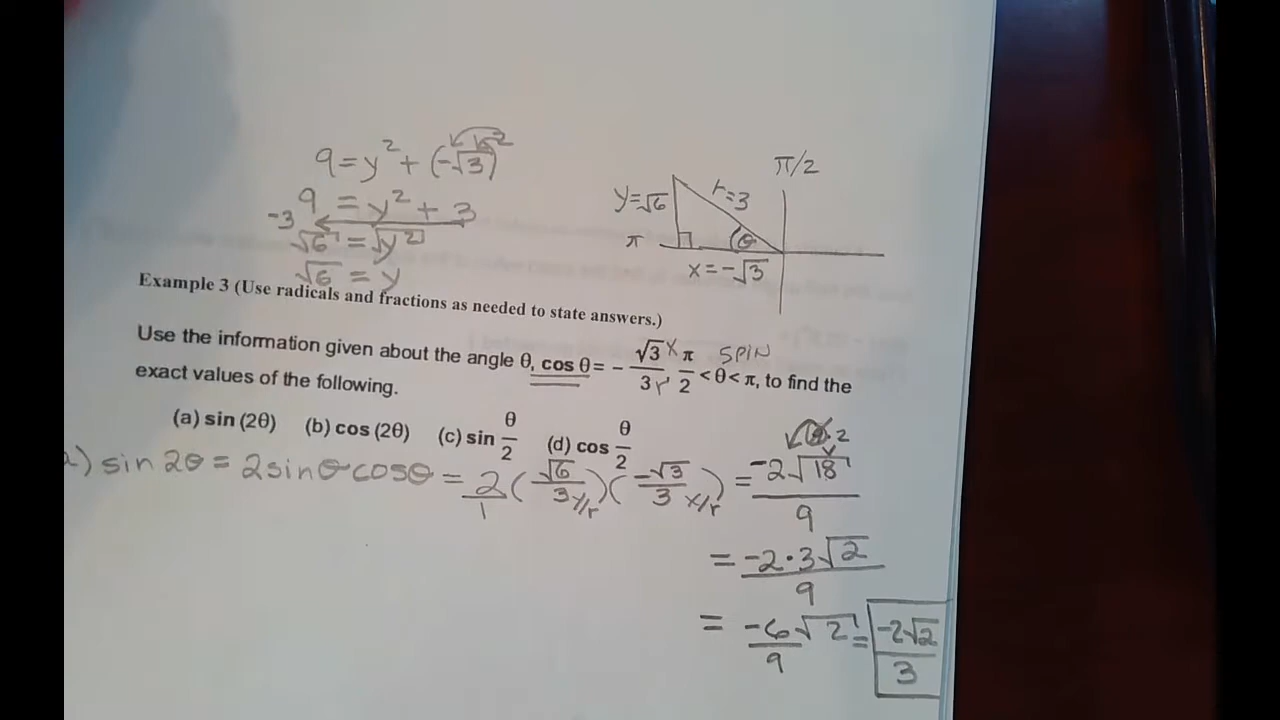 9 = y² + (-√3)²
π/2
9 = y² + 3
-3
y=√6
r=3
√6 = √y²
π
θ
x = -√3
√6 = y
Example 3 (Use radicals and fractions as needed to state answers.)
Use the information given about the angle θ, cos θ = - √3/3, π/2 < θ < π, to find the
x
r
SPIN
exact values of the following.
(a) sin (2θ) (b) cos (2θ) (c) sin θ/2 (d) cos θ/2
a) sin 2θ = 2sinθcosθ = 2/1 (√6/3 y/r)(-√3/3 x/r) = -2√18/9
= -2·3√2/9
= -6√2/9 = -2√2/3